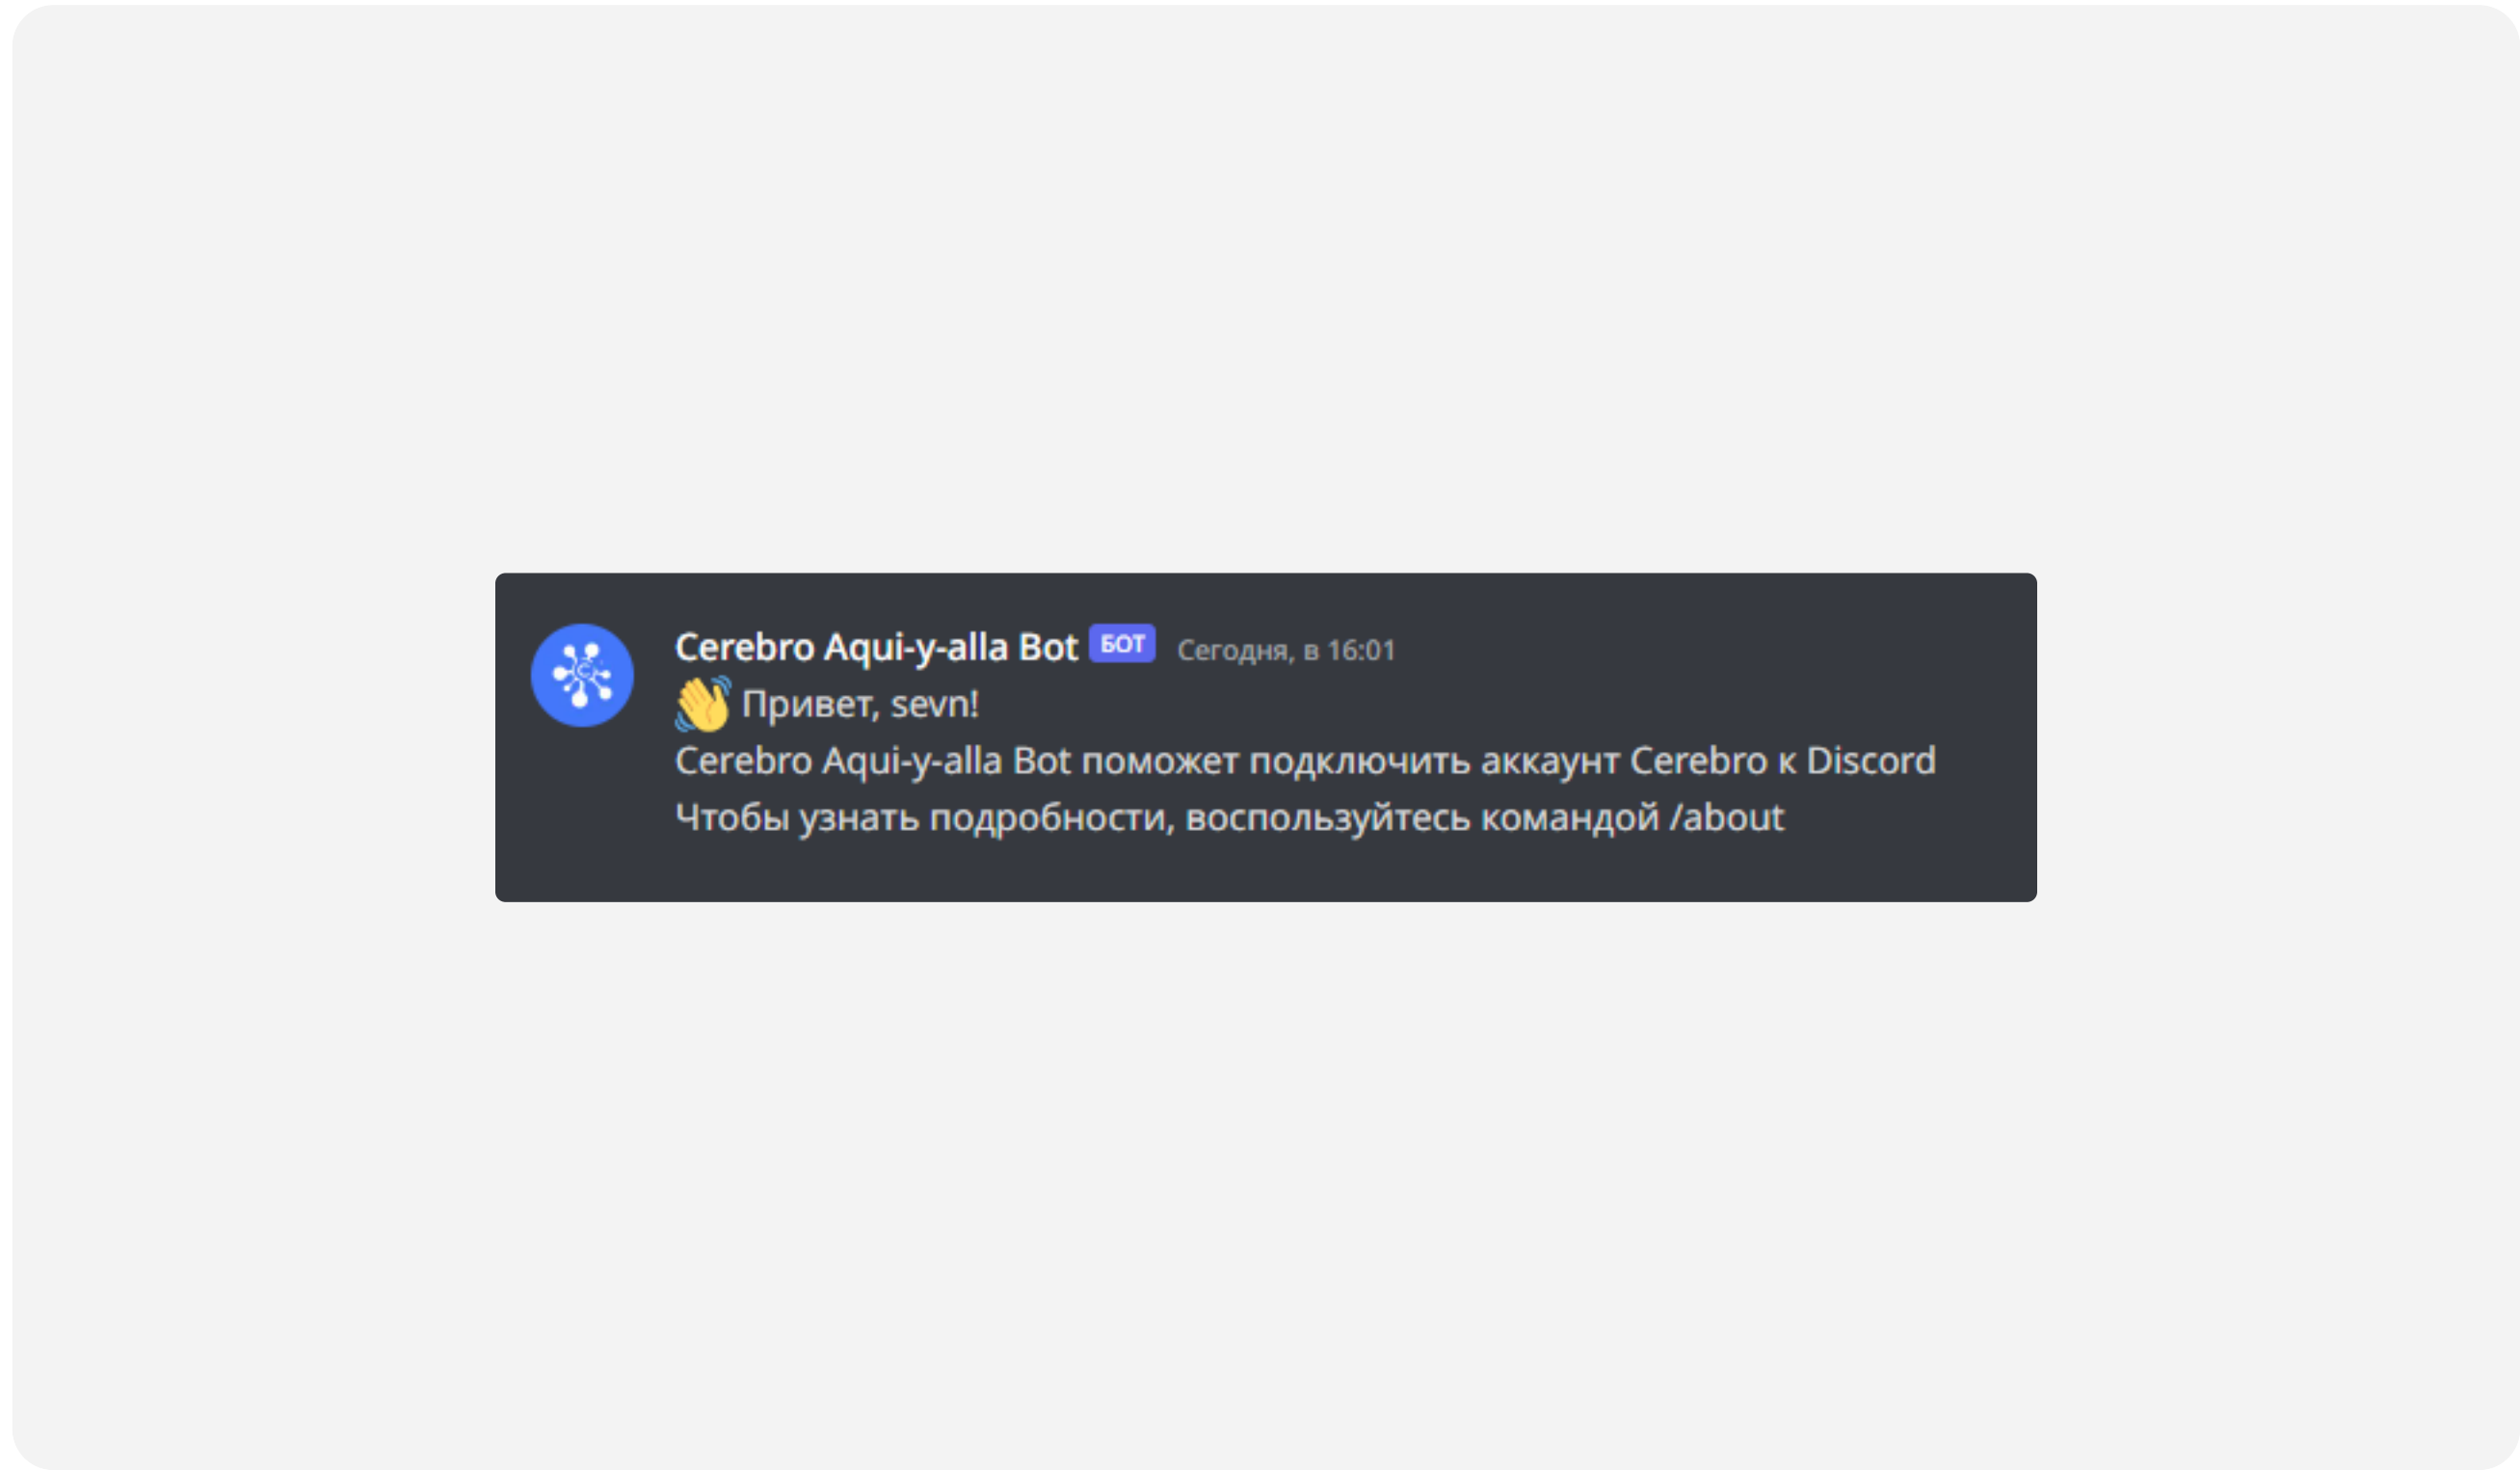 Cerebro Aqui-y-alla Bot БОТ Сегодня, в 16:01
👋 Привет, sevn!
Cerebro Aqui-y-alla Bot поможет подключить аккаунт Cerebro к Discord
Чтобы узнать подробности, воспользуйтесь командой /about